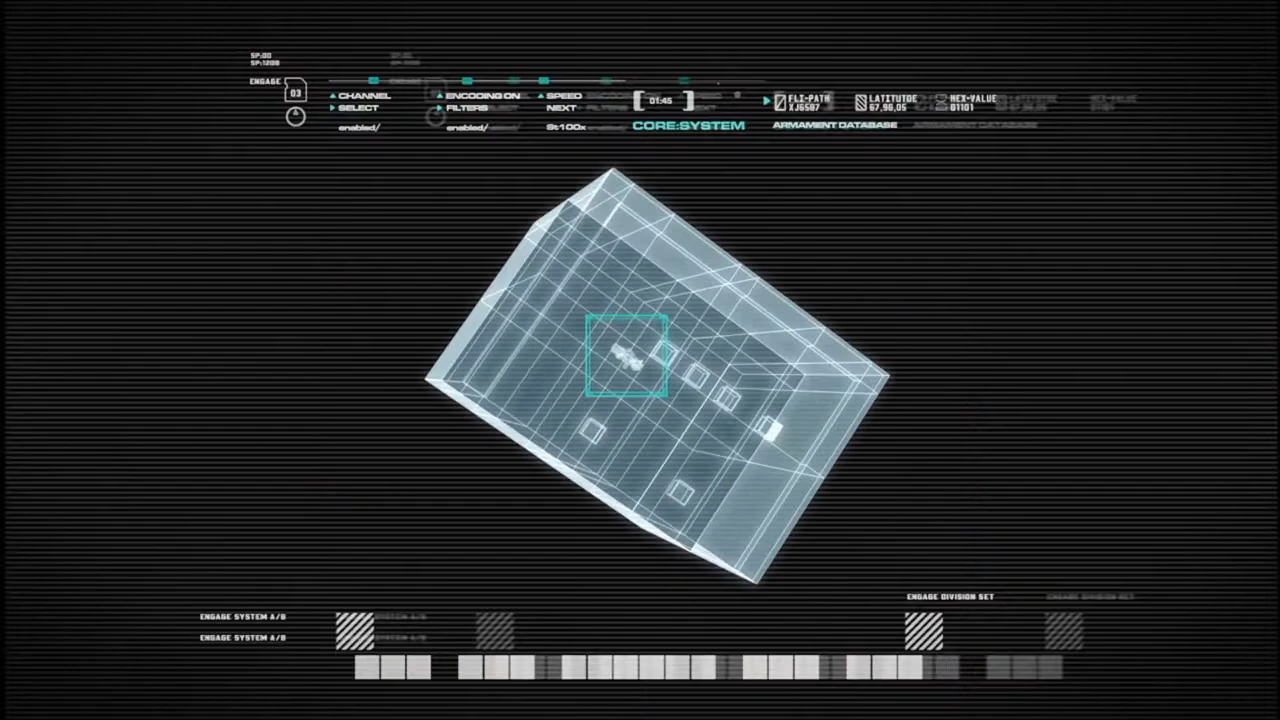 SP:00
SP:1200
ENGAGE
03
CHANNEL
SELECT
enabled/
ENCODING ON
FILTERS
enabled/
SPEED
NEXT
St100x
01:45
CORE:SYSTEM
FLI-PATH
XJ6587
LATITUTDE
67,96,05
HEX-VALUE
01101
ARMAMENT DATABASE
ENGAGE DIVISION SET
ENGAGE SYSTEM A/B
ENGAGE SYSTEM A/B